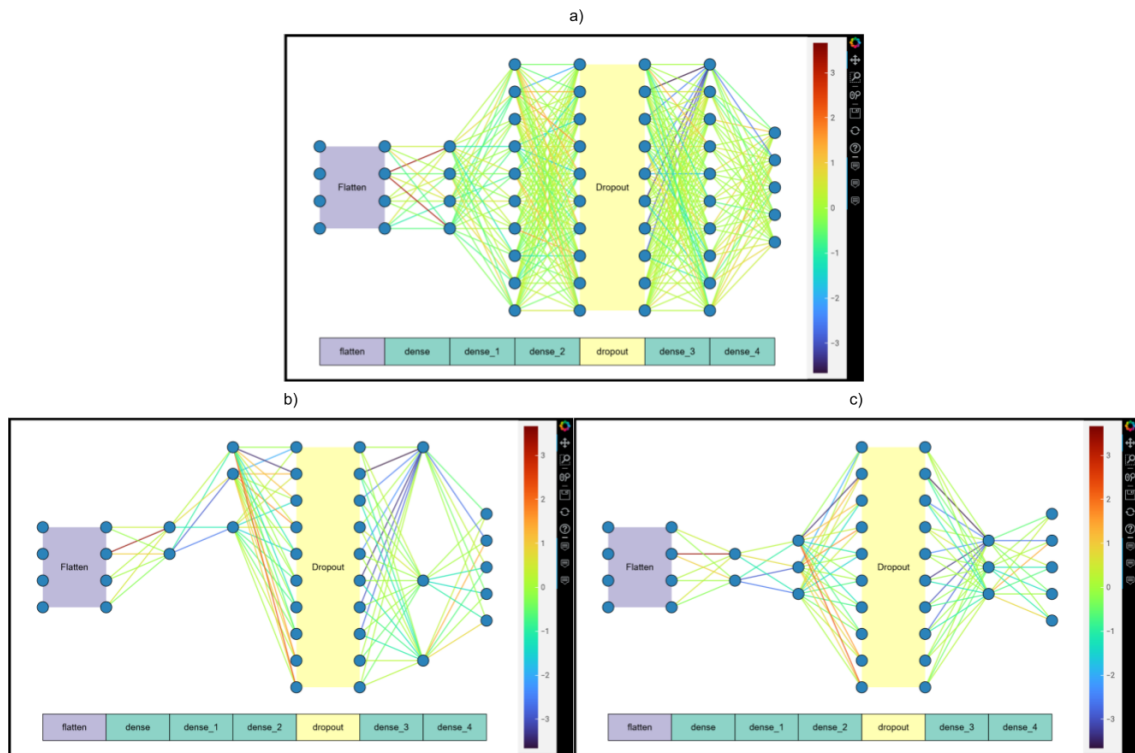 a)
Flatten
Dropout
3
2
1
0
-1
-2
-3
flatten dense dense_1 dense_2 dropout dense_3 dense_4
b)
Flatten
Dropout
3
2
1
0
-1
-2
-3
flatten dense dense_1 dense_2 dropout dense_3 dense_4
c)
Flatten
Dropout
3
2
1
0
-1
-2
-3
flatten dense dense_1 dense_2 dropout dense_3 dense_4